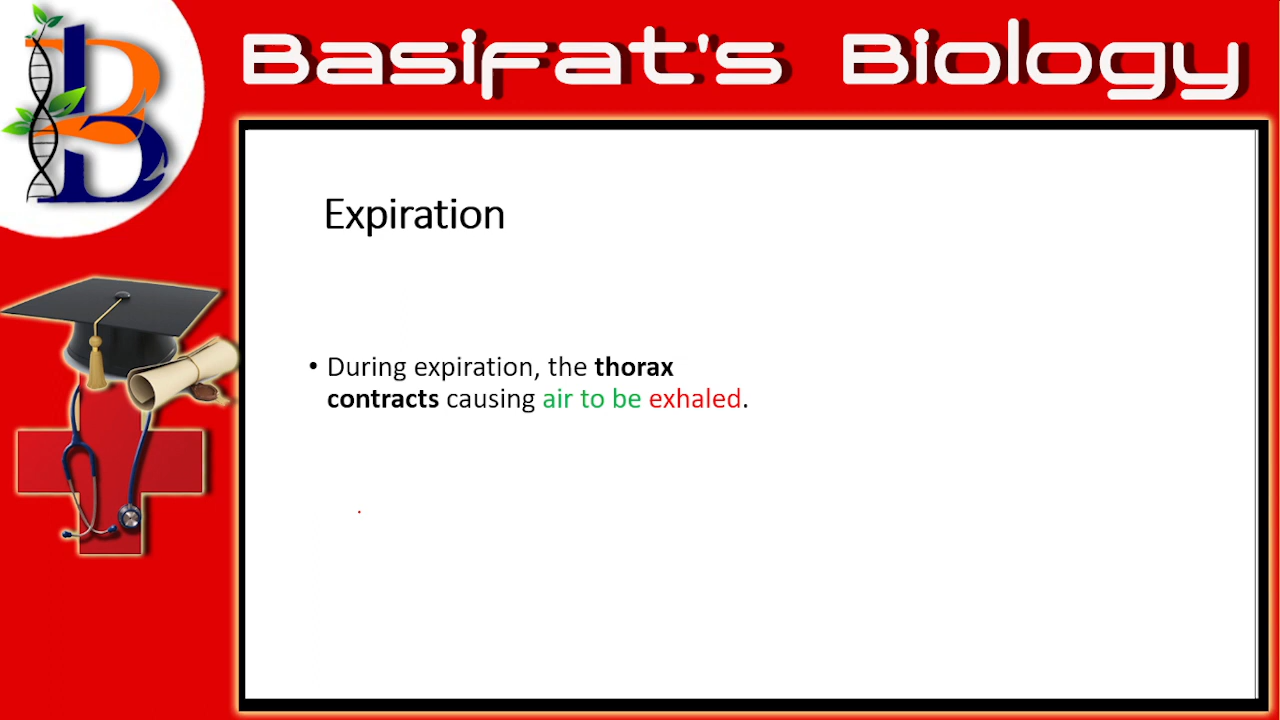 Basifat's Biology
Expiration
• During expiration, the thorax
contracts causing air to be exhaled.